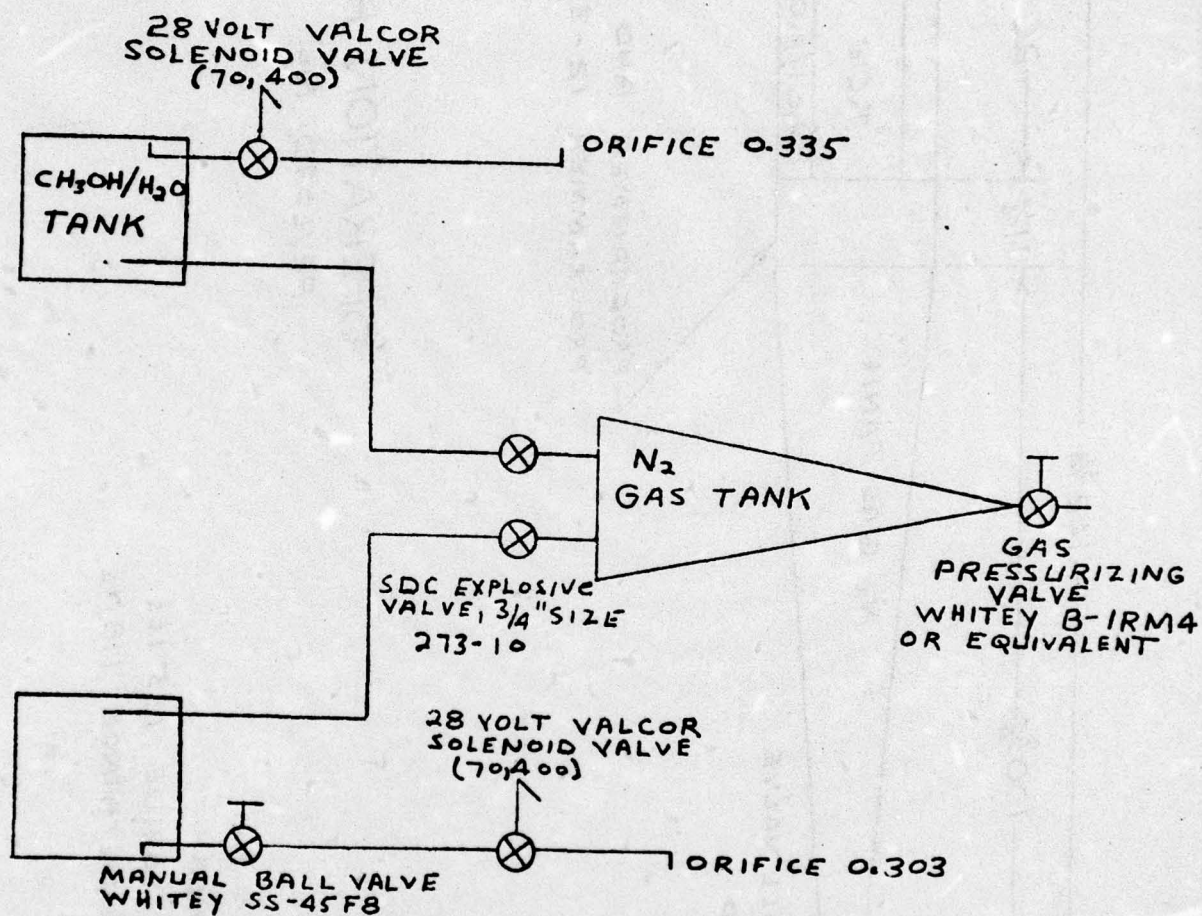 28 VOLT VALCOR
SOLENOID VALVE
(70,400)
ORIFICE 0.335
CH₃OH/H₂O
TANK
N₂
GAS TANK
GAS
PRESSURIZING
VALVE
WHITEY B-1RM4
OR EQUIVALENT
SDC EXPLOSIVE
VALVE, 3/4" SIZE
273-10
28 VOLT VALCOR
SOLENOID VALVE
(70,400)
ORIFICE 0.303
MANUAL BALL VALVE
WHITEY SS-45F8